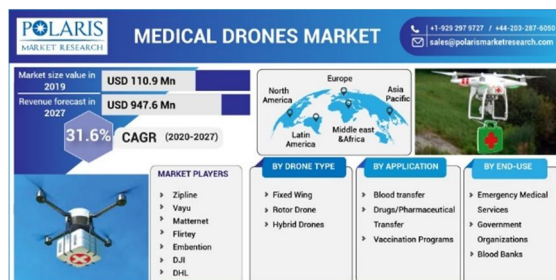 POLARIS
MARKET RESEARCH
MEDICAL DRONES MARKET
+1-929 297 9727 / +44-203-287-6050
sales@polarismarketresearch.com
Market size value in
2019
USD 110.9 Mn
Revenue forecast in
2027
USD 947.6 Mn
31.6%
CAGR (2020-2027)
North
America
Europe
Asia
Pacific
Latin
America
Middle east
&Africa
MARKET PLAYERS
Zipline
Vayu
Matternet
Flirtey
Embention
DJI
DHL
BY DRONE TYPE
Fixed Wing
Rotor Drone
Hybrid Drones
BY APPLICATION
Blood transfer
Drugs/Pharmaceutical
Transfer
Vaccination Programs
BY END-USE
Emergency Medical
Services
Government
Organizations
Blood Banks